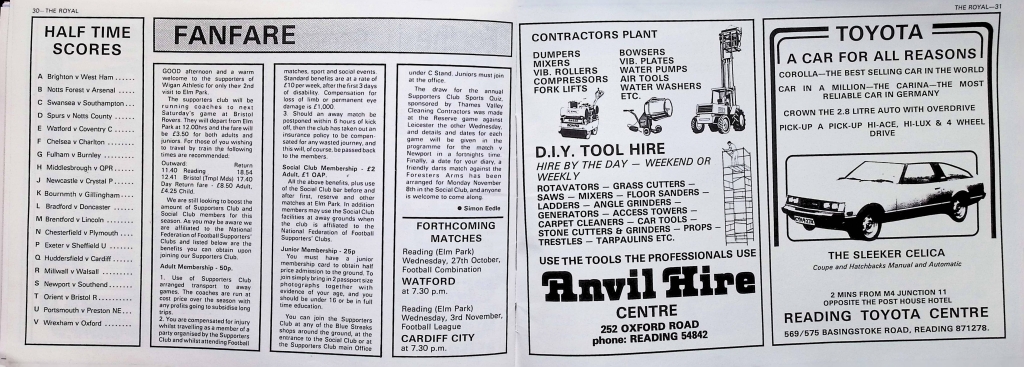 30—THE ROYAL
HALF TIME
SCORES
A Brighton v West Ham ......
B Notts Forest v Arsenal ....
C Swansea v Southampton...
D Spurs v Notts County .....
E Watford v Coventry C .....
F Chelsea v Charlton .......
G Fulham v Burnley ........
H Middlesbrough v QPR .....
J Newcastle v Crystal P .....
K Bournmth v Gillingham....
L Bradford v Doncaster .....
M Brentford v Lincoln ......
N Chesterfield v Plymouth ...
P Exeter v Sheffield U ......
Q Huddersfield v Cardiff ....
R Millwall v Walsall ........
S Newport v Southend .....
T Orient v Bristol R ........
U Portsmouth v Preston NE...
V Wrexham v Oxford .......
FANFARE
GOOD afternoon and a warm
welcome to the supporters of
Wigan Athletic for only their 2nd
visit to Elm Park.
The supporters club will be
running coaches to next
Saturday's game at Bristol
Rovers. They will depart from Elm
Park at 12.00hrs and the fare will
be £3.50 for both adults and
juniors. For those of you wishing
to travel by train the following
times are recommended.
Outward: Return
11.40 Reading 18.54
12.41 Bristol (Tmpl Mds) 17.40
Day Return fare - £8.50 Adult,
£4.25 Child.
We are still looking to boost the
amount of Supporters Club and
Social Club members for this
season. As you may be aware we
are affiliated to the National
Federation of Football Supporters'
Clubs and listed below are the
benefits you can obtain upon
joining our Supporters Club.
Adult Membership - 50p.
1. Use of Supporters Club
arranged transport to away
games. The coaches are run at
cost price over the season with
any profits going to subsidise long
trips.
2. You are compensated for injury
whilst travelling as a member of a
party organised by the Supporters
Club and whilst attending Football
matches, sport and social events.
Standard benefits are at a rate of
£10 per week, after the first 3 days
of disability. Compensation for
loss of limb or permanent eye
damage is £1,000.
3. Should an away match be
postponed within 6 hours of kick
off, then the club has taken out an
insurance policy to be compen-
sated for any wasted journey, and
this will, of course, be passed back
to the members.
Social Club Membership - £2
Adult, £1 OAP.
All the above benefits, plus use
of the Social Club bar before and
after first, reserve and other
matches at Elm Park. In addition
members may use the Social Club
facilities at away grounds when
the club is affiliated to the
National Federation of Football
Supporters' Clubs.
Junior Membership - 25p
You must have a junior
membership card to obtain half
price admission to the ground. To
join simply bring in 2 passport size
photographs together with
evidence of your age, and you
should be under 16 or be in full
time education.
You can join the Supporters
Club at any of the Blue Streaks
shops around the ground, at the
entrance to the Social Club or at
the Supporters Club main Office
under C Stand. Juniors must join
at the office.
The draw for the annual
Supporters Club Sports Quiz,
sponsored by Thames Valley
Cleaning Contractors was made
at the Reserve game against
Leicester the other Wednesday,
and details and dates for each
game will be given in the
programme for the match v
Newport in a fortnights time.
Finally, a date for your diary, a
friendly darts match against the
Foresters Arms has been
arranged for Monday November
8th in the Social Club, and anyone
is welcome to come along.
● Simon Eedle
FORTHCOMING
MATCHES
Reading (Elm Park)
Wednesday, 27th October,
Football Combination
WATFORD
at 7.30 p.m.
Reading (Elm Park)
Wednesday, 3rd November,
Football League
CARDIFF CITY
at 7.30 p.m.
THE ROYAL—31
CONTRACTORS PLANT
DUMPERS
MIXERS
VIB. ROLLERS
COMPRESSORS
FORK LIFTS
BOWSERS
VIB. PLATES
WATER PUMPS
AIR TOOLS
WATER WASHERS
ETC.
D.I.Y. TOOL HIRE
HIRE BY THE DAY — WEEKEND OR
WEEKLY
ROTAVATORS — GRASS CUTTERS —
SAWS — MIXERS — FLOOR SANDERS —
LADDERS — ANGLE GRINDERS —
GENERATORS — ACCESS TOWERS —
CARPET CLEANERS — CAR TOOLS —
STONE CUTTERS & GRINDERS — PROPS —
TRESTLES — TARPAULINS ETC.
USE THE TOOLS THE PROFESSIONALS USE
Anvil Hire
CENTRE
252 OXFORD ROAD
phone: READING 54842
TOYOTA
A CAR FOR ALL REASONS
COROLLA—THE BEST SELLING CAR IN THE WORLD
CAR IN A MILLION—THE CARINA—THE MOST
RELIABLE CAR IN GERMANY
CROWN THE 2.8 LITRE AUTO WITH OVERDRIVE
PICK-UP A PICK-UP HI-ACE, HI-LUX & 4 WHEEL
DRIVE
THE SLEEKER CELICA
Coupe and Hatchbacks Manual and Automatic
2 MINS FROM M4 JUNCTION 11
OPPOSITE THE POST HOUSE HOTEL
READING TOYOTA CENTRE
569/575 BASINGSTOKE ROAD, READING 871278.